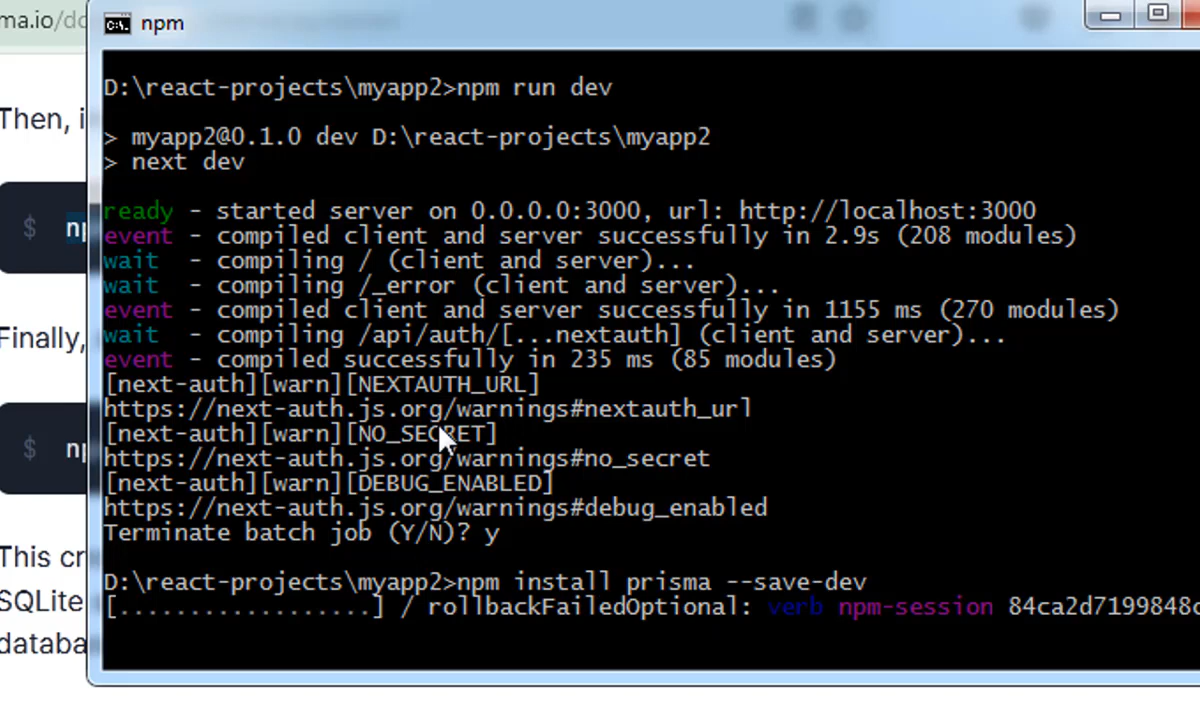 ma.io/do
npm
Then, i
$ np
Finally,
$ np
This cr
SQLite
databa
D:\react-projects\myapp2>npm run dev
> myapp2@0.1.0 dev D:\react-projects\myapp2
> next dev
ready - started server on 0.0.0.0:3000, url: http://localhost:3000
event - compiled client and server successfully in 2.9s (208 modules)
wait  - compiling / (client and server)...
wait  - compiling /_error (client and server)...
event - compiled client and server successfully in 1155 ms (270 modules)
wait  - compiling /api/auth/[...nextauth] (client and server)...
event - compiled successfully in 235 ms (85 modules)
[next-auth][warn][NEXTAUTH_URL]
https://next-auth.js.org/warnings#nextauth_url
[next-auth][warn][NO_SECRET]
https://next-auth.js.org/warnings#no_secret
[next-auth][warn][DEBUG_ENABLED]
https://next-auth.js.org/warnings#debug_enabled
Terminate batch job (Y/N)? y
D:\react-projects\myapp2>npm install prisma --save-dev
[...................] / rollbackFailedOptional: verb npm-session 84ca2d7199848c